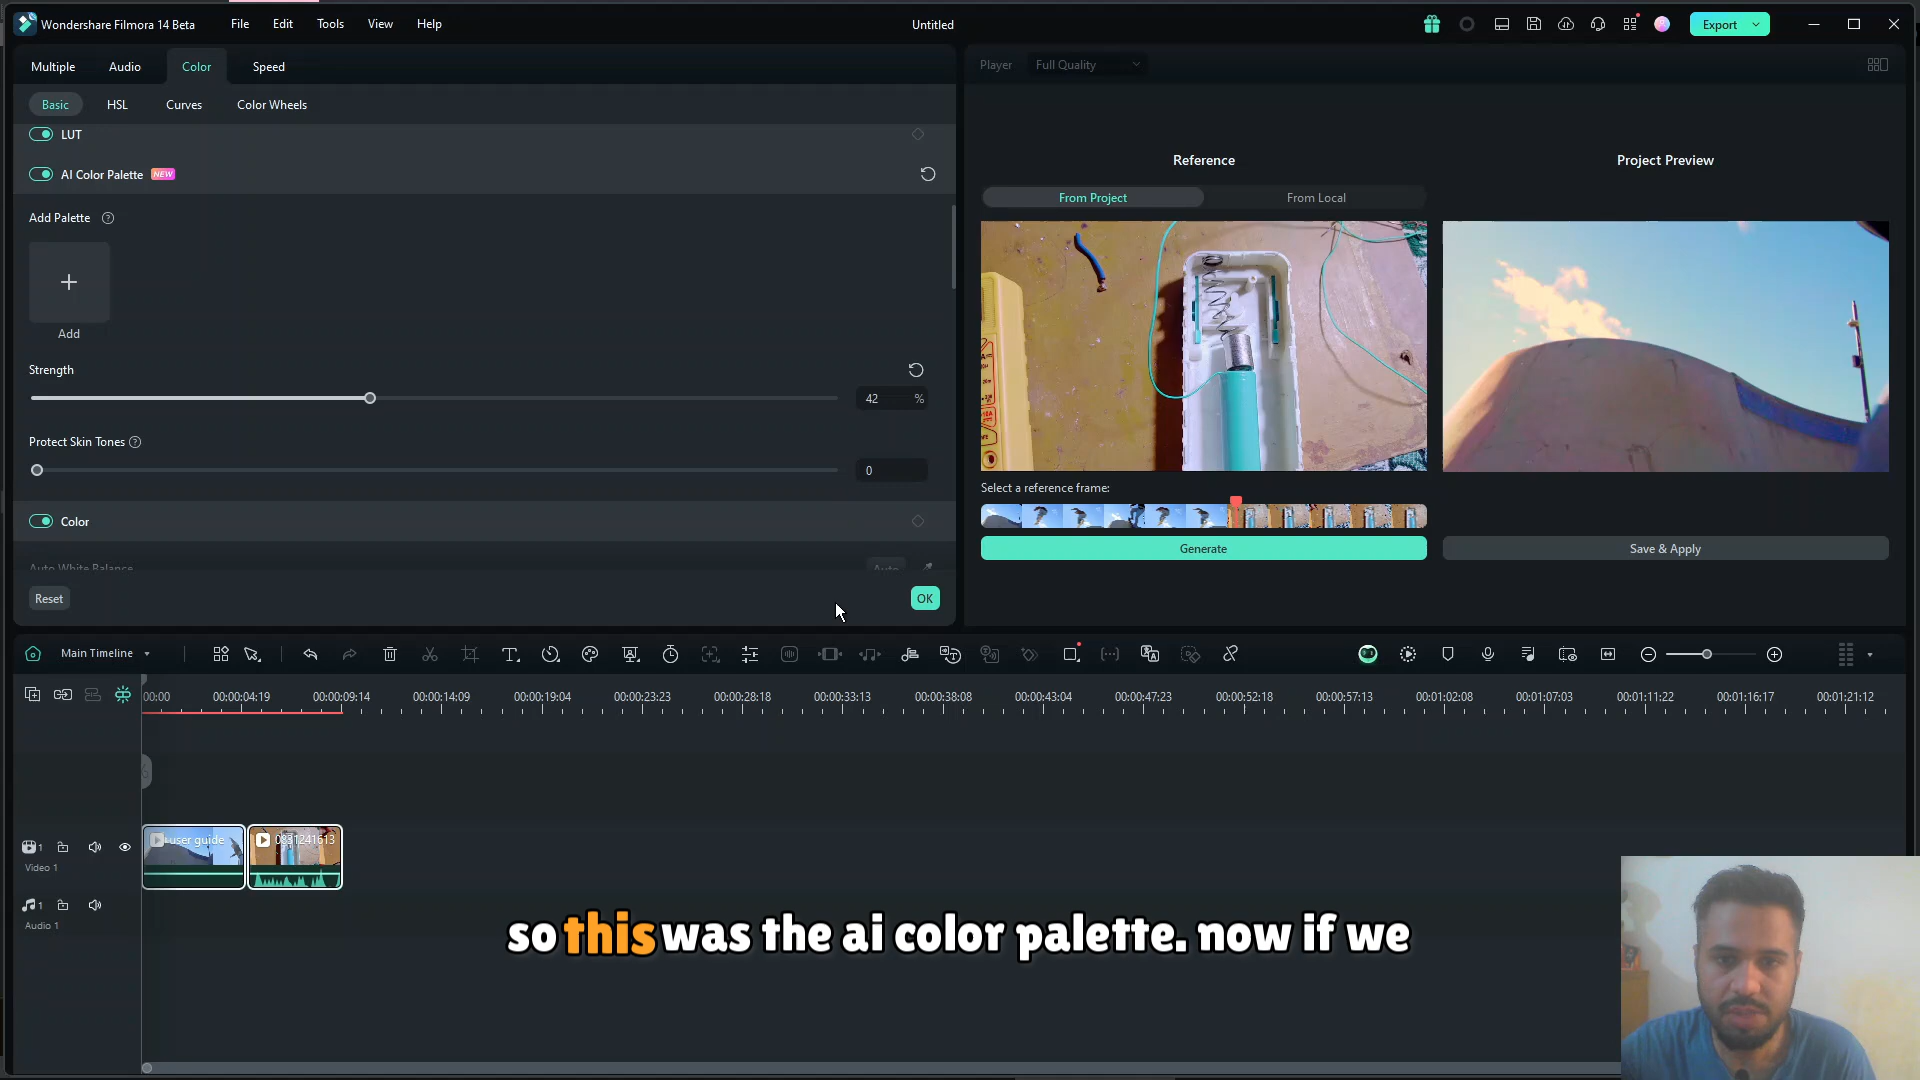 Wondershare Filmora 14 Beta
File
Edit
Tools
View
Help
Untitled
Export
Multiple
Audio
Color
Speed
Player
Full Quality
Basic
HSL
Curves
Color Wheels
LUT
AI Color Palette NEW
Add Palette
Add
Strength
42 %
Protect Skin Tones
0
Color
Auto White Balance
Auto
Reset
OK
Reference
Project Preview
From Project
From Local
Select a reference frame:
Generate
Save & Apply
Main Timeline
00:00
00:00:04:19
00:00:09:14
00:00:14:09
00:00:19:04
00:00:23:23
00:00:28:18
00:00:33:13
00:00:38:08
00:00:43:04
00:00:47:23
00:00:52:18
00:00:57:13
00:01:02:08
00:01:07:03
00:01:11:22
00:01:16:17
00:01:21:12
user guide
0831241613
1
Video 1
1
Audio 1
so this was the ai color palette. now if we